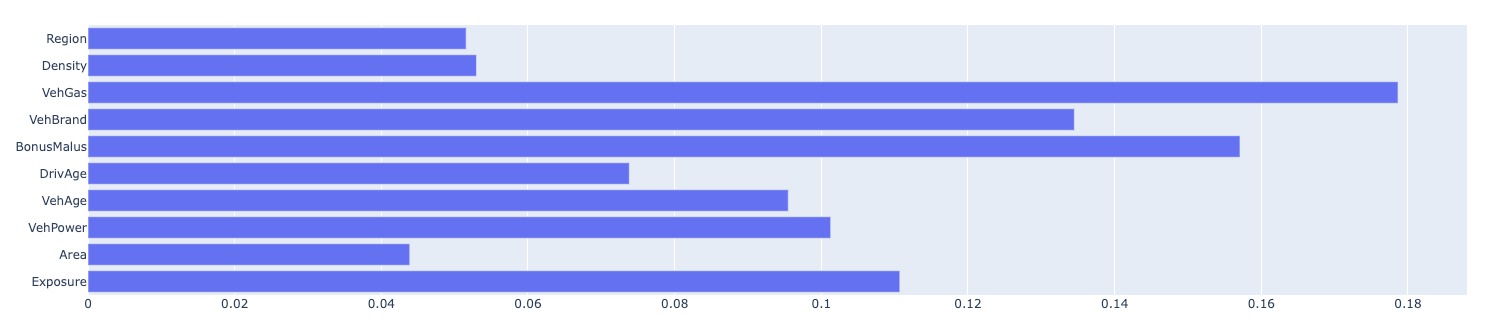 Region
Density
VehGas
VehBrand
BonusMalus
DrivAge
VehAge
VehPower
Area
Exposure
0 0.02 0.04 0.06 0.08 0.1 0.12 0.14 0.16 0.18